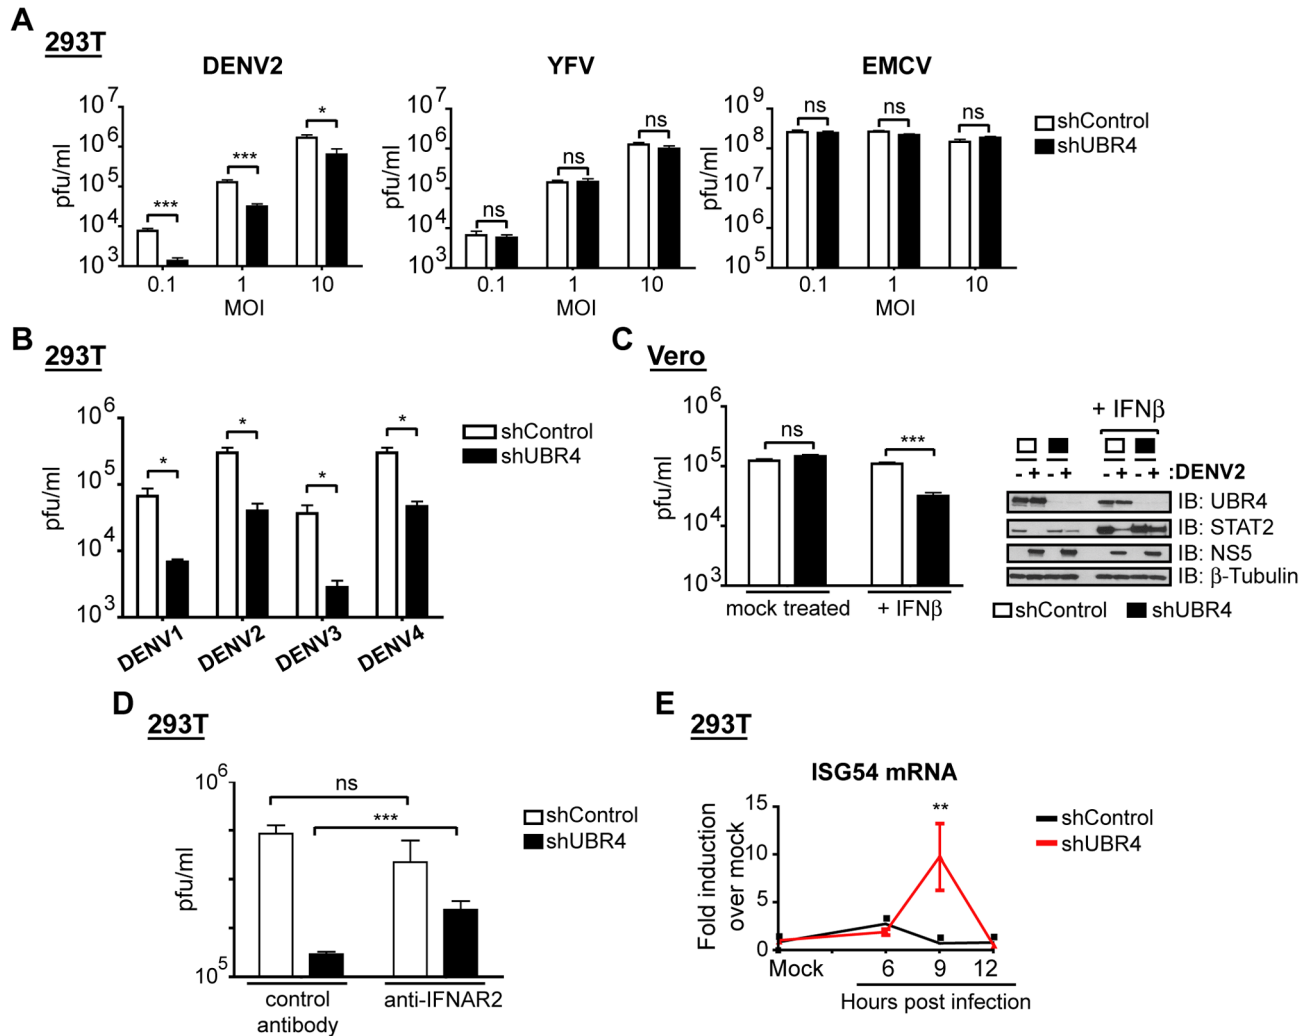 A
293T
DENV2
YFV
EMCV
pfu/ml
10^7
10^6
10^5
10^4
10^3
***
***
*
0.1
1
10
MOI
pfu/ml
10^7
10^6
10^5
10^4
10^3
ns
ns
ns
0.1
1
10
MOI
pfu/ml
10^9
10^8
10^7
10^6
10^5
ns
ns
ns
0.1
1
10
MOI
shControl
shUBR4
B
293T
pfu/ml
10^6
10^5
10^4
10^3
*
*
*
*
DENV1
DENV2
DENV3
DENV4
shControl
shUBR4
C
Vero
pfu/ml
10^6
10^5
10^4
10^3
ns
***
mock treated
+ IFNβ
+ IFNβ
- + - + - + - + :DENV2
IB: UBR4
IB: STAT2
IB: NS5
IB: β-Tubulin
shControl
shUBR4
D
293T
pfu/ml
10^6
10^5
ns
***
control
antibody
anti-IFNAR2
shControl
shUBR4
E
293T
ISG54 mRNA
Fold induction
over mock
15
10
5
0
**
Mock
6
9
12
Hours post infection
shControl
shUBR4